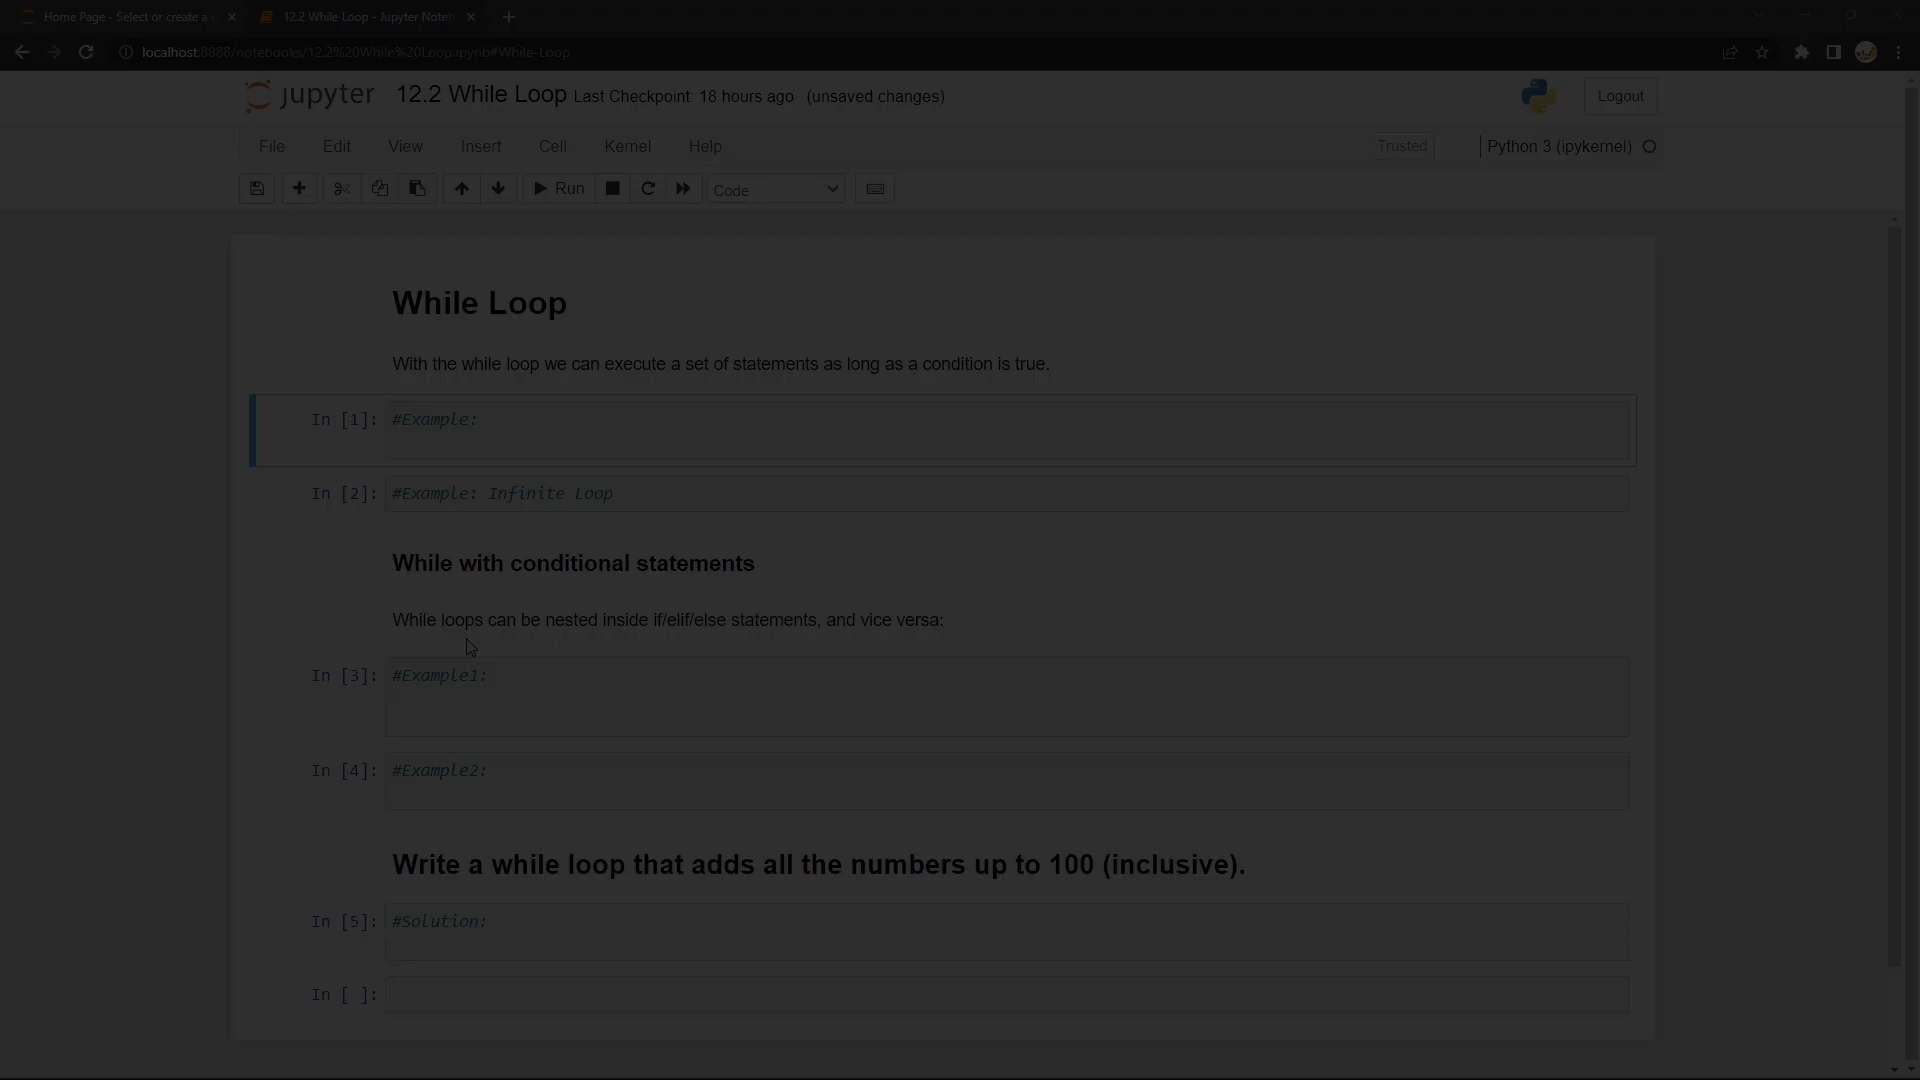 Home Page - Select or create a
12.2 While Loop - Jupyter Note
localhost:8888/notebooks/12.2%20While%20Loop.ipynb#While-Loop
jupyter 12.2 While Loop Last Checkpoint: 18 hours ago (unsaved changes)
Logout
File Edit View Insert Cell Kernel Help
Trusted
Python 3 (ipykernel)
Run
Code
While Loop
With the while loop we can execute a set of statements as long as a condition is true.
In [1]: #Example:
In [2]: #Example: Infinite Loop
While with conditional statements
While loops can be nested inside if/elif/else statements, and vice versa:
In [3]: #Example1:
In [4]: #Example2:
Write a while loop that adds all the numbers up to 100 (inclusive).
In [5]: #Solution:
In [ ]: